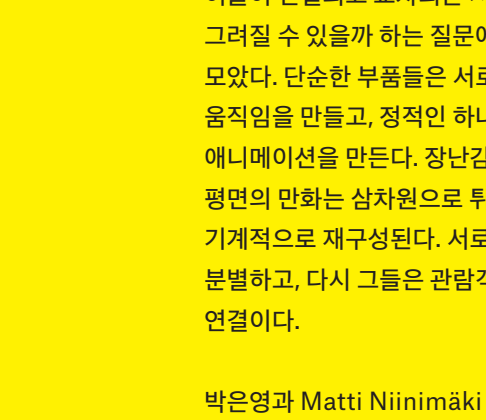 그려질 수 있을까 하는 질문에
모았다. 단순한 부품들은 서로
움직임을 만들고, 정적인 하나
애니메이션을 만든다. 장난감
평면의 만화는 삼차원으로 튀
기계적으로 재구성된다. 서로
분별하고, 다시 그들은 관람객
연결이다.
박은영과 Matti Niinimäki